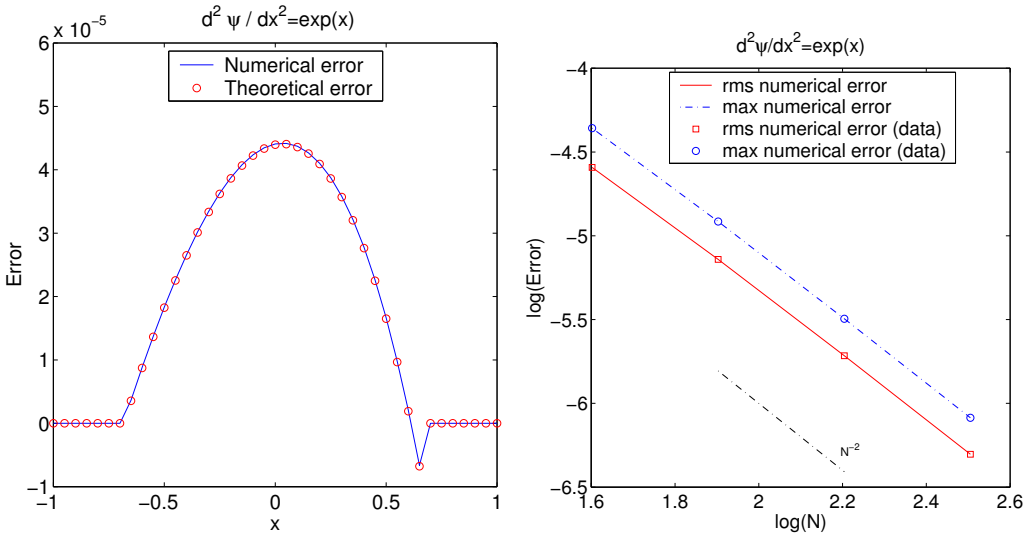 d² ψ / dx²=exp(x)
x 10⁻⁵
6
5
4
3
2
1
0
−1
Error
Numerical error
Theoretical error
−1
−0.5
0
0.5
1
x
d²ψ/dx²=exp(x)
−4
−4.5
−5
−5.5
−6
−6.5
log(Error)
rms numerical error
max numerical error
rms numerical error (data)
max numerical error (data)
N⁻²
1.6
1.8
2
2.2
2.4
2.6
log(N)